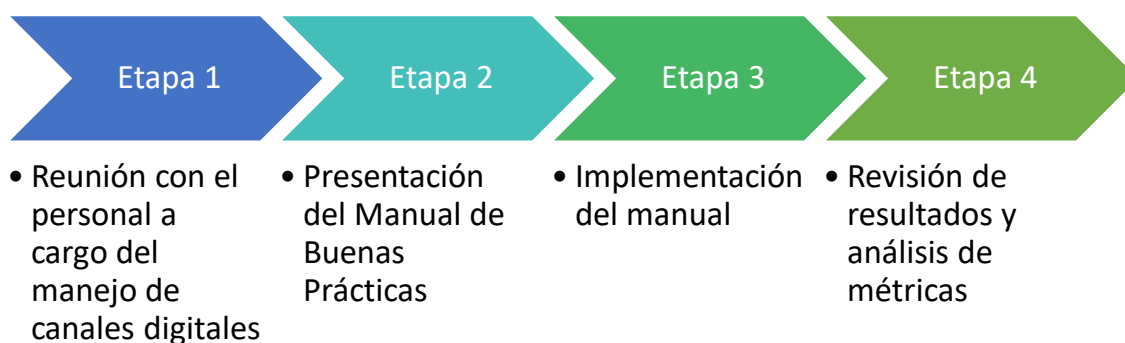 Etapa 1
Etapa 2
Etapa 3
Etapa 4
• Reunión con el
personal a
cargo del
manejo de
canales digitales
• Presentación
del Manual de
Buenas
Prácticas
• Implementación
del manual
• Revisión de
resultados y
análisis de
métricas